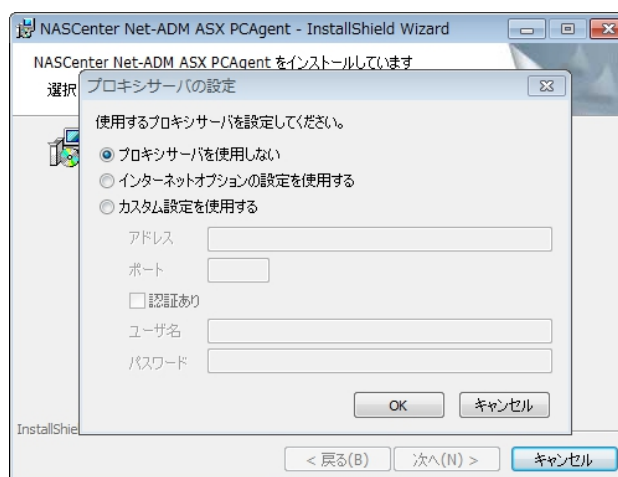 NASCenter Net-ADM ASX PCAgent - InstallShield Wizard
NASCenter Net-ADM ASX PCAgent をインストールしています
選択
プロキシサーバの設定
使用するプロキシサーバを設定してください。
プロキシサーバを使用しない
インターネットオプションの設定を使用する
カスタム設定を使用する
アドレス
ポート
認証あり
ユーザ名
パスワード
OK キャンセル
InstallShie
< 戻る(B) 次へ(N) > キャンセル